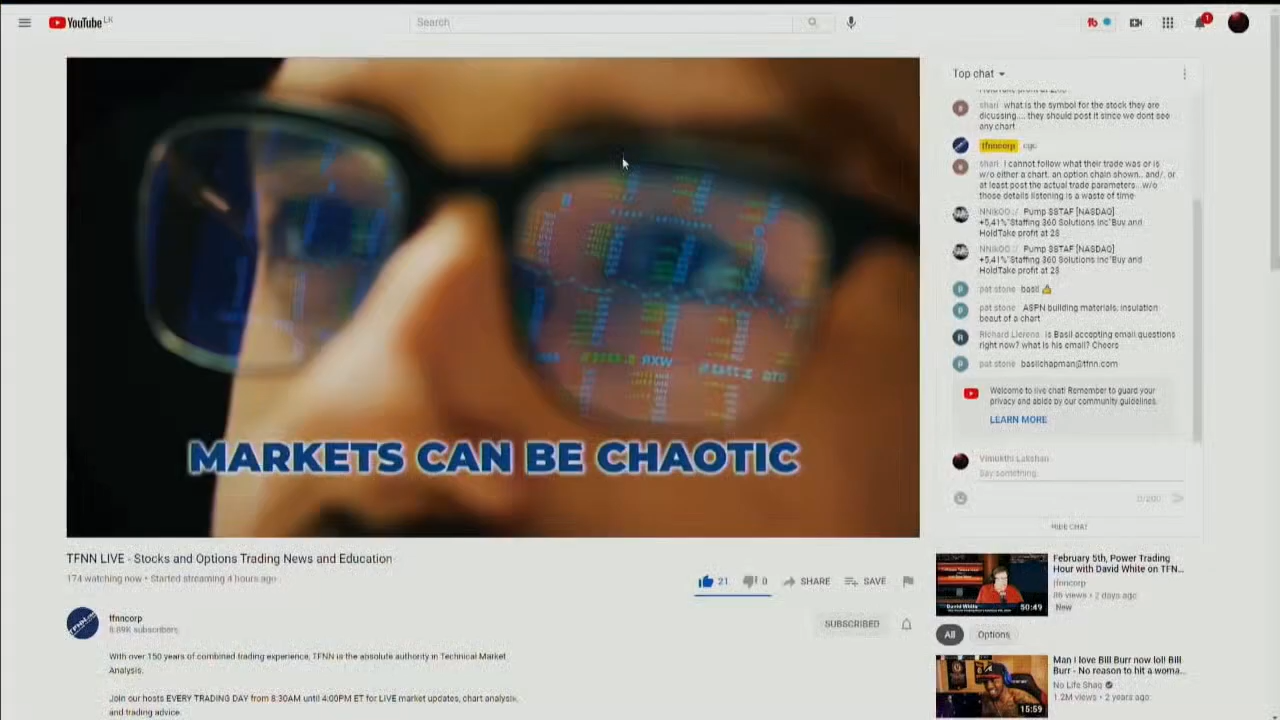 YouTube LK
Search
1
MARKETS CAN BE CHAOTIC
TFNN LIVE - Stocks and Options Trading News and Education
174 watching now • Started streaming 4 hours ago
21
0
SHARE
SAVE
tfnncorp
8.89K subscribers
SUBSCRIBED
With over 150 years of combined trading experience, TFNN is the absolute authority in Technical Market
Analysis.
Join our hosts EVERY TRADING DAY from 8:30AM until 4:00PM ET for LIVE market updates, chart analysis,
and trading advice.
Top chat
shari what is the symbol for the stock they are
dicussing.... they should post it since we dont see
any chart
tfnncorp cgc
shari I cannot follow what their trade was or is
w/o either a chart, an option chain shown.. and/. or
at least post the actual trade parameters...w/o
those details listening is a waste of time
Pump $STAF [NASDAQ]
+5,41%"Staffing 360 Solutions Inc"Buy and
HoldTake profit at 2$
Pump $STAF [NASDAQ]
+5,41%"Staffing 360 Solutions Inc"Buy and
HoldTake profit at 2$
pat stone basil
pat stone ASPN building materials, insulation
beaut of a chart
Richard Llerena is Basil accepting email questions
right now? what is his email? Cheers
pat stone basilchapman@tfnn.com
Welcome to live chat! Remember to guard your
privacy and abide by our community guidelines.
LEARN MORE
Vimukthi Lakshan
Say something...
0/200
HIDE CHAT
February 5th, Power Trading
Hour with David White on TFN...
tfnncorp
86 views • 2 days ago
New
David White
50:49
All
Options
Man I love Bill Burr now lol! Bill
Burr - No reason to hit a woma...
No Life Shaq
1.2M views • 2 years ago
15:59